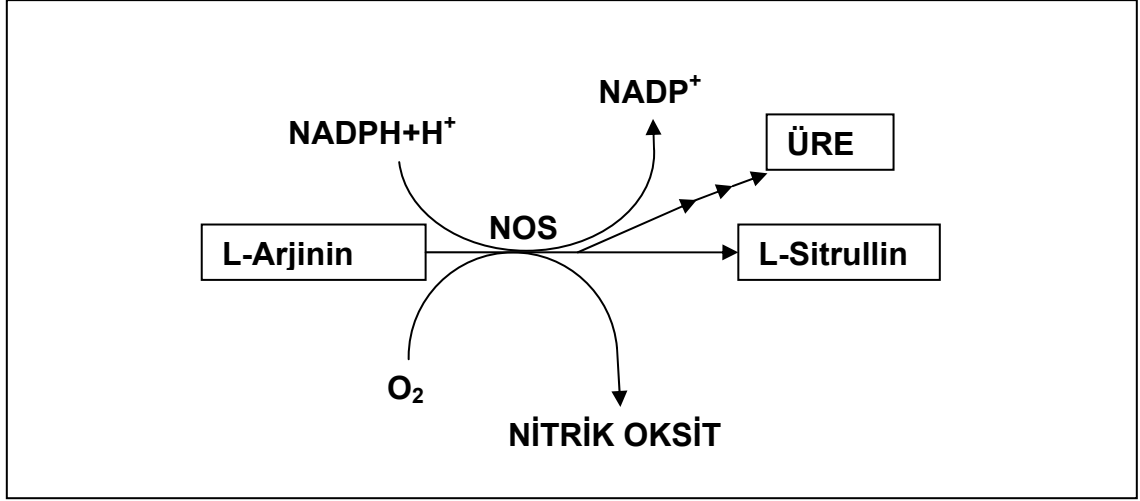 NADP+
NADPH+H+
ÜRE
NOS
L-Arjinin
L-Sitrullin
O2
NİTRİK OKSİT